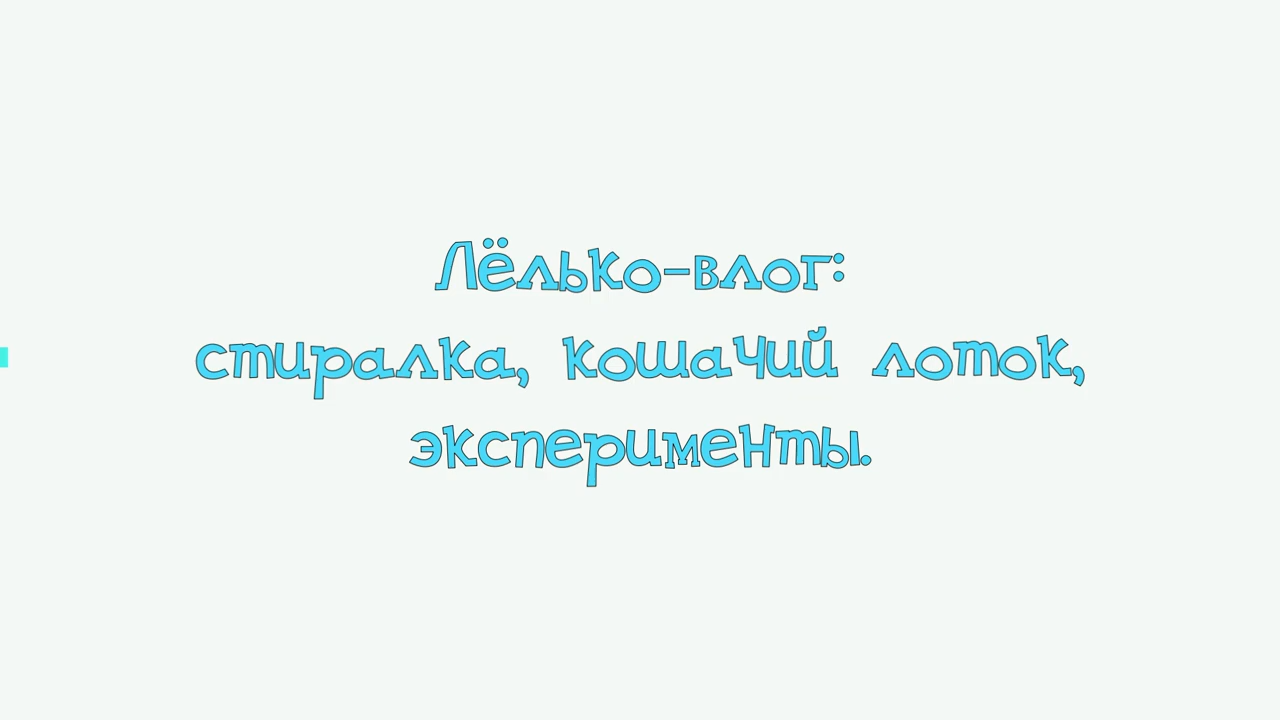 Лёлько-влог:
стиралка, кошачий лоток,
эксперименты.